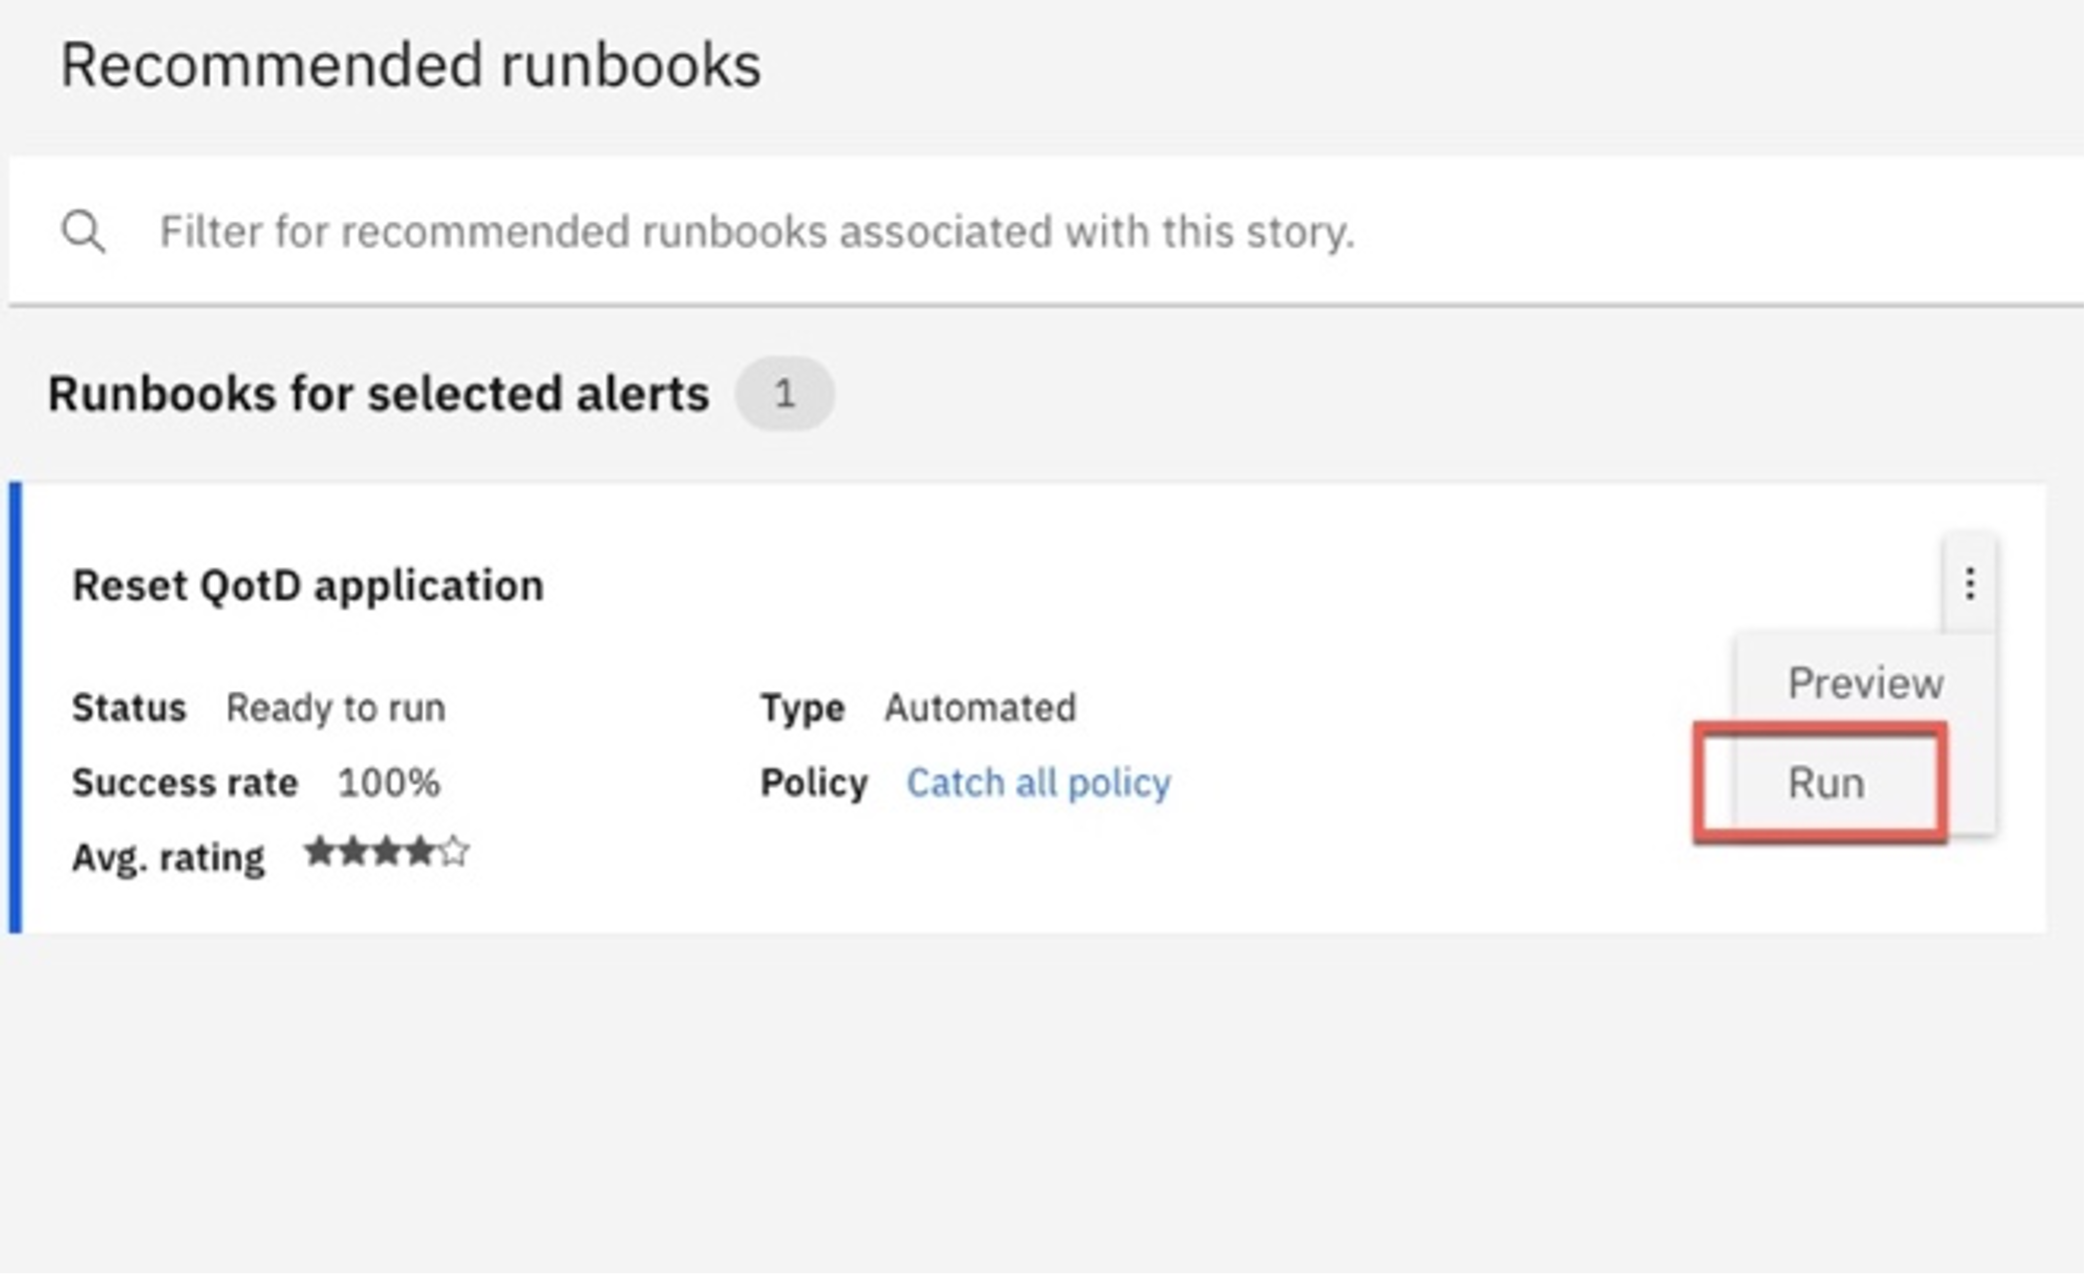 Recommended runbooks
Filter for recommended runbooks associated with this story.
Runbooks for selected alerts 1
Reset QotD application
Preview
Status Ready to run Type Automated
Run
Success rate 100% Policy Catch all policy
Avg. rating